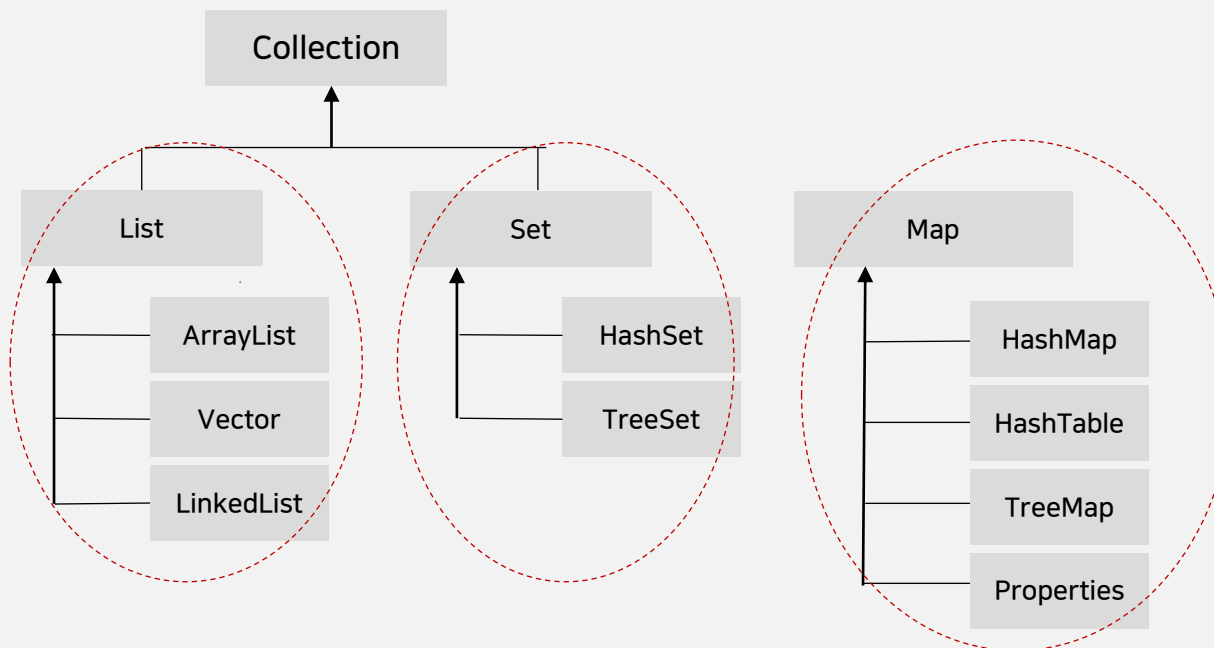 Collection
List
Set
Map
ArrayList
HashSet
HashMap
Vector
TreeSet
HashTable
LinkedList
TreeMap
Properties